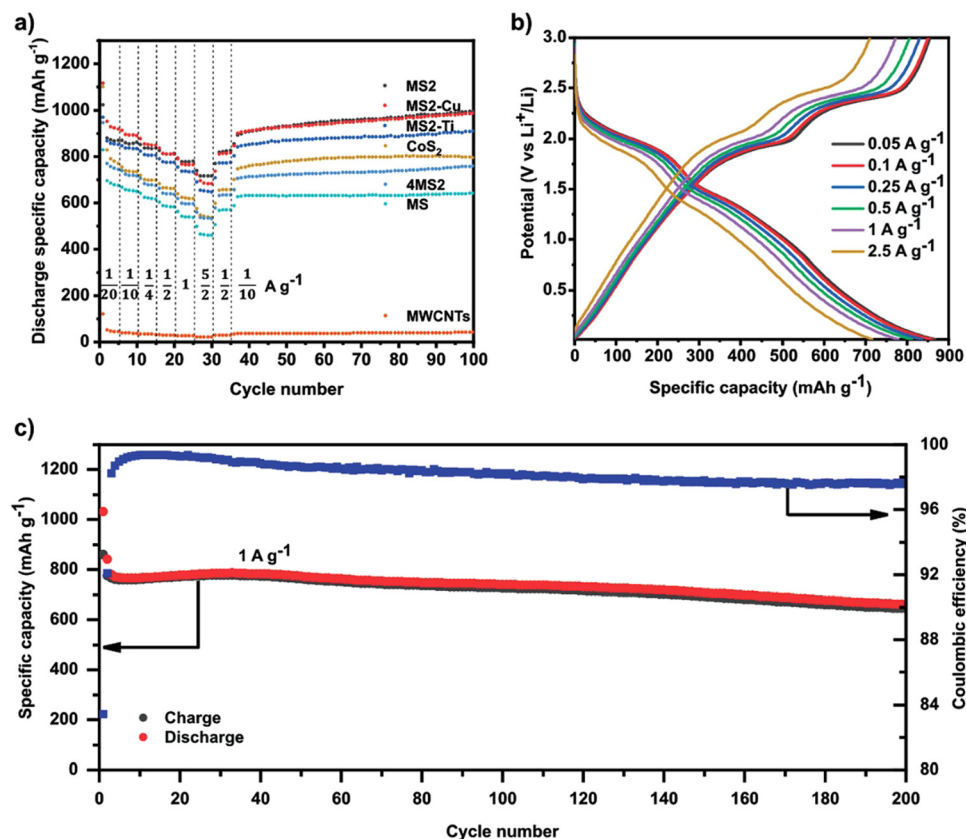 a)
Discharge specific capacity (mAh g⁻¹)
1200
1000
800
600
400
200
0
MS2
MS2-Cu
MS2-Ti
CoS₂
4MS2
MS
MWCNTs
1/20 1/10 1/4 1/2 1 5/2 1/2 1/10 A g⁻¹
0 10 20 30 40 50 60 70 80 90 100
Cycle number
b)
Potential (V vs Li⁺/Li)
3.0
2.5
2.0
1.5
1.0
0.5
0.05 A g⁻¹
0.1 A g⁻¹
0.25 A g⁻¹
0.5 A g⁻¹
1 A g⁻¹
2.5 A g⁻¹
0 100 200 300 400 500 600 700 800 900
Specific capacity (mAh g⁻¹)
c)
Specific capacity (mAh g⁻¹)
1200
1000
800
600
400
200
0
1 A g⁻¹
Charge
Discharge
100
96
92
88
84
80
Coulombic efficiency (%)
0 20 40 60 80 100 120 140 160 180 200
Cycle number